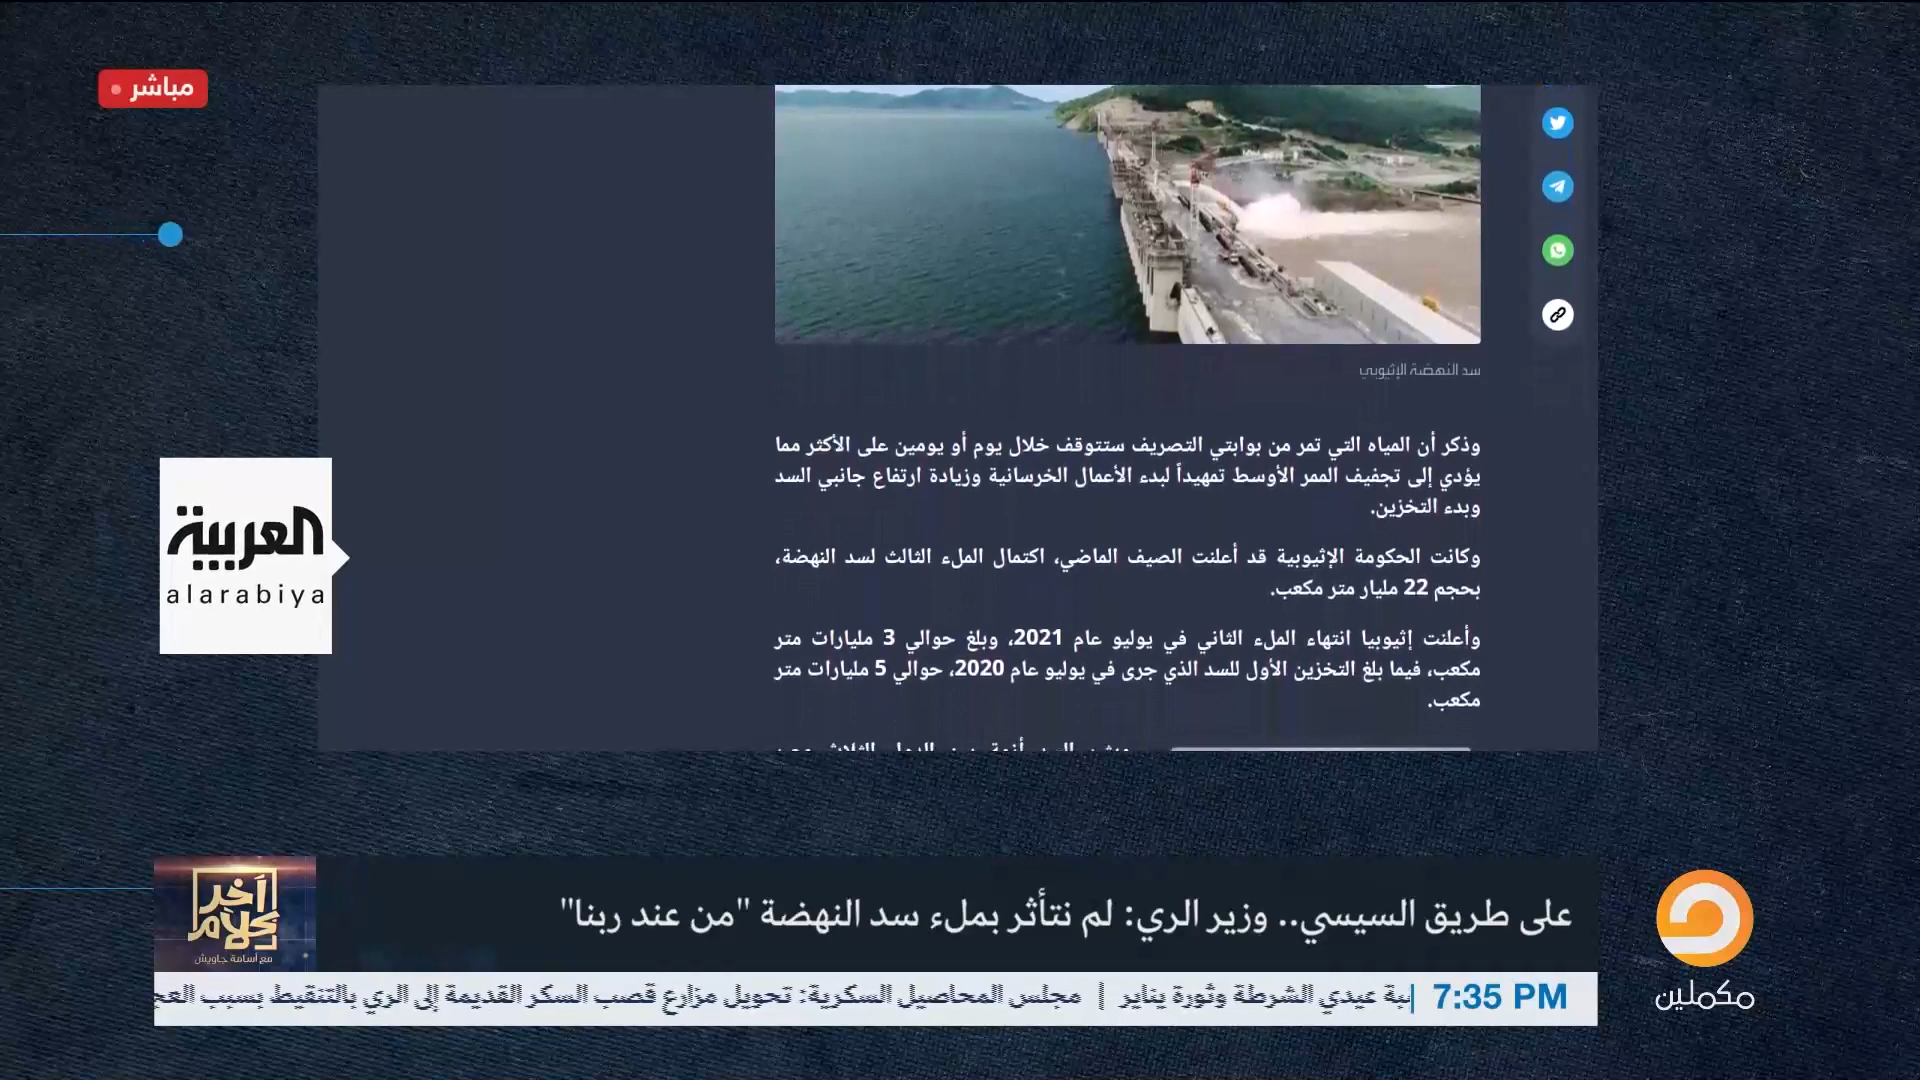 مباشر
سد النهضة الإثيوبي
وذكر أن المياه التي تمر من بوابتي التصريف ستتوقف خلال يوم أو يومين على الأكثر مما
يؤدي إلى تجفيف الممر الأوسط تمهيداً لبدء الأعمال الخرسانية وزيادة ارتفاع جانبي السد
وبدء التخزين.
وكانت الحكومة الإثيوبية قد أعلنت الصيف الماضي، اكتمال الملء الثالث لسد النهضة،
بحجم 22 مليار متر مكعب.
وأعلنت إثيوبيا انتهاء الملء الثاني في يوليو عام 2021، وبلغ حوالي 3 مليارات متر
مكعب، فيما بلغ التخزين الأول للسد الذي جرى في يوليو عام 2020، حوالي 5 مليارات متر
مكعب.
العربية
alarabiya
آخر
كلام
مع أسامة جاويش
على طريق السيسي.. وزير الري: لم نتأثر بملء سد النهضة "من عند ربنا"
7:35 PM
عيدي الشرطة وثورة يناير | مجلس المحاصيل السكرية: تحويل مزارع قصب السكر القديمة إلى الري بالتنقيط بسبب
مكملين